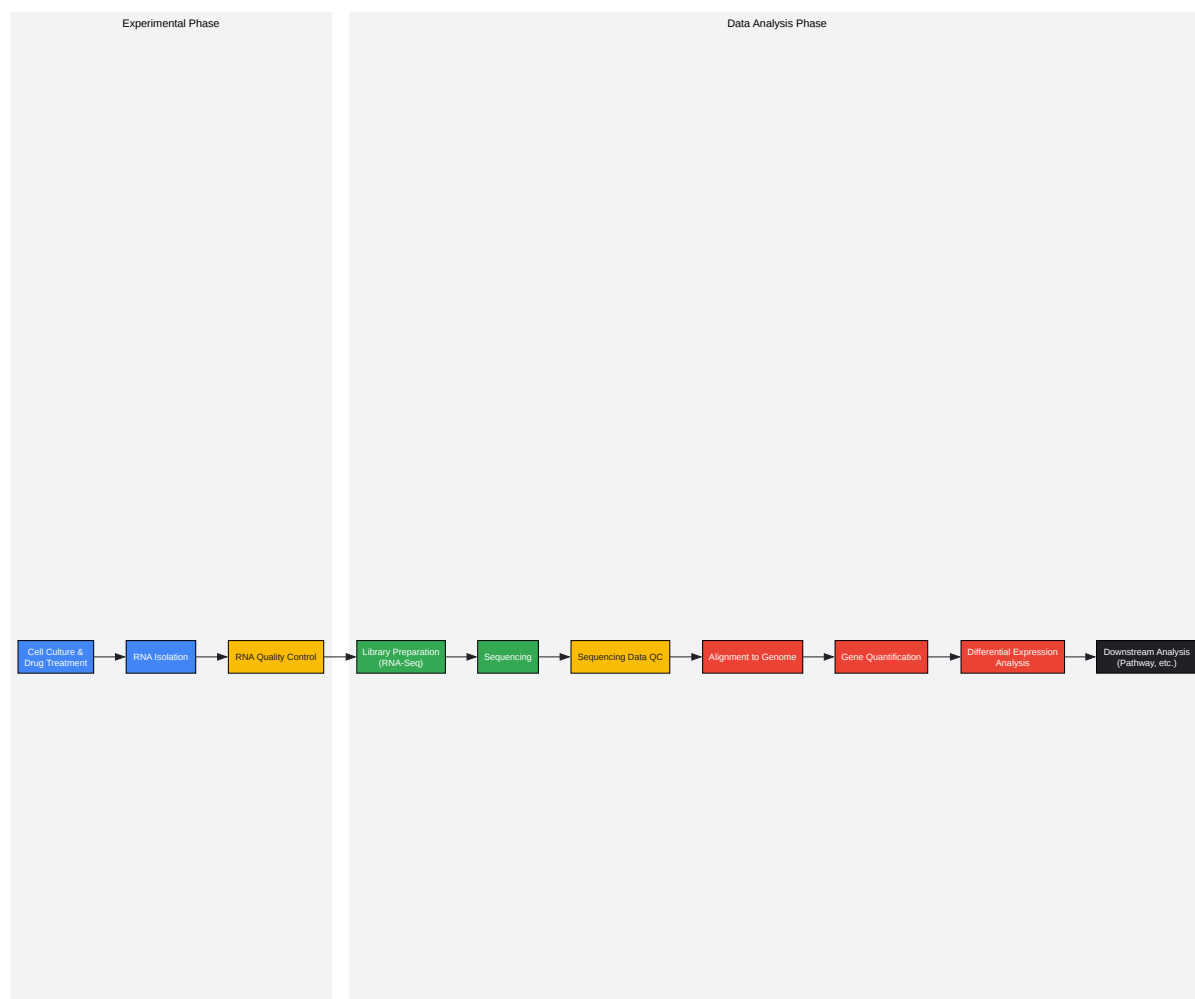 Experimental Phase
Data Analysis Phase
Cell Culture &
Drug Treatment
RNA Isolation
RNA Quality Control
Library Preparation
(RNA-Seq)
Sequencing
Sequencing Data QC
Alignment to Genome
Gene Quantification
Differential Expression
Analysis
Downstream Analysis
(Pathway, etc.)